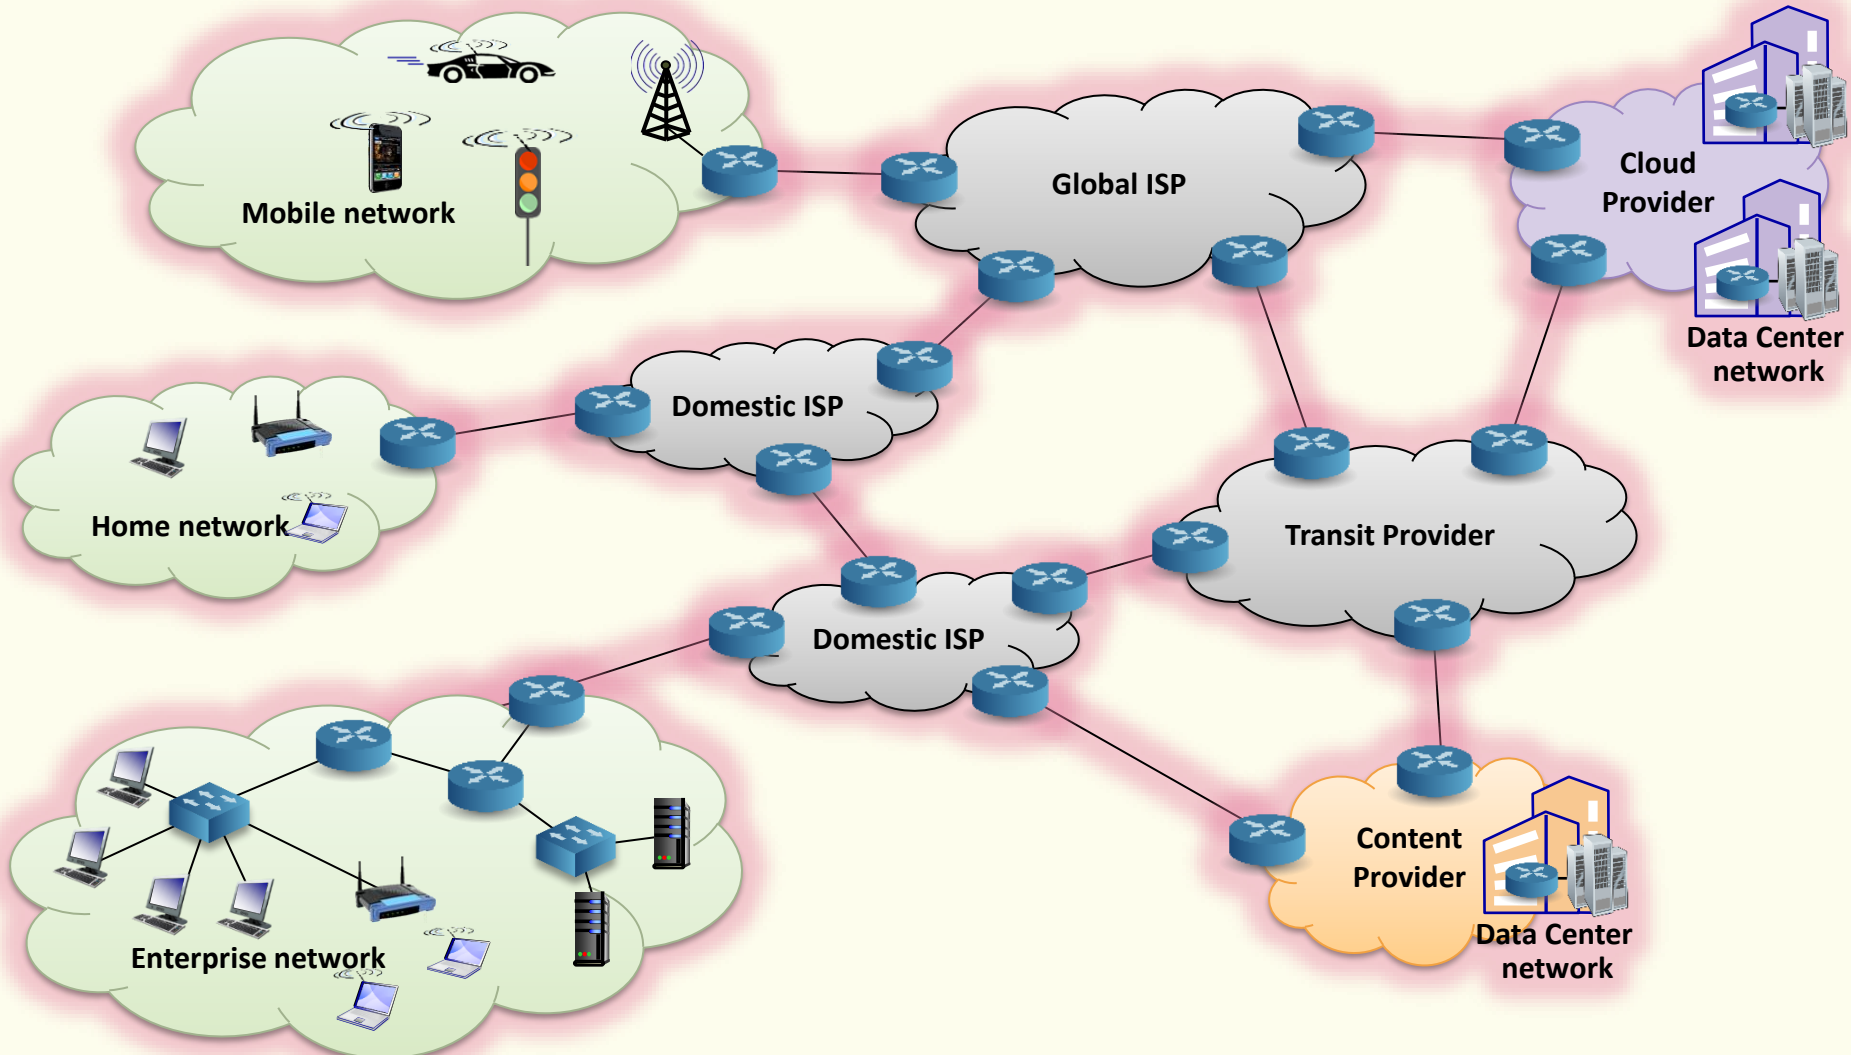 Mobile network
Global ISP
Cloud
Provider
Data Center
network
Domestic ISP
Home network
Transit Provider
Domestic ISP
Content
Provider
Data Center
network
Enterprise network